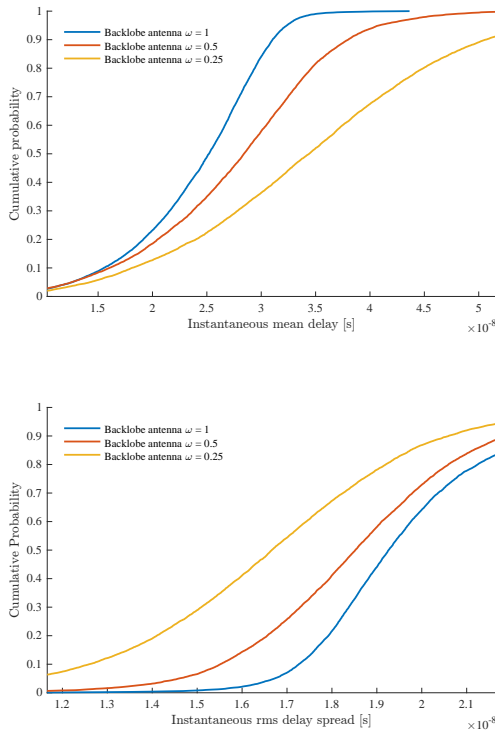 1
0.9
0.8
0.7
0.6
0.5
0.4
0.3
0.2
0.1
0
Cumulative probability
Backlobe antenna ω = 1
Backlobe antenna ω = 0.5
Backlobe antenna ω = 0.25
1.5 2 2.5 3 3.5 4 4.5 5
Instantaneous mean delay [s]
×10⁻⁸
1
0.9
0.8
0.7
0.6
0.5
0.4
0.3
0.2
0.1
0
Cumulative Probability
Backlobe antenna ω = 1
Backlobe antenna ω = 0.5
Backlobe antenna ω = 0.25
1.2 1.3 1.4 1.5 1.6 1.7 1.8 1.9 2 2.1
Instantaneous rms delay spread [s]